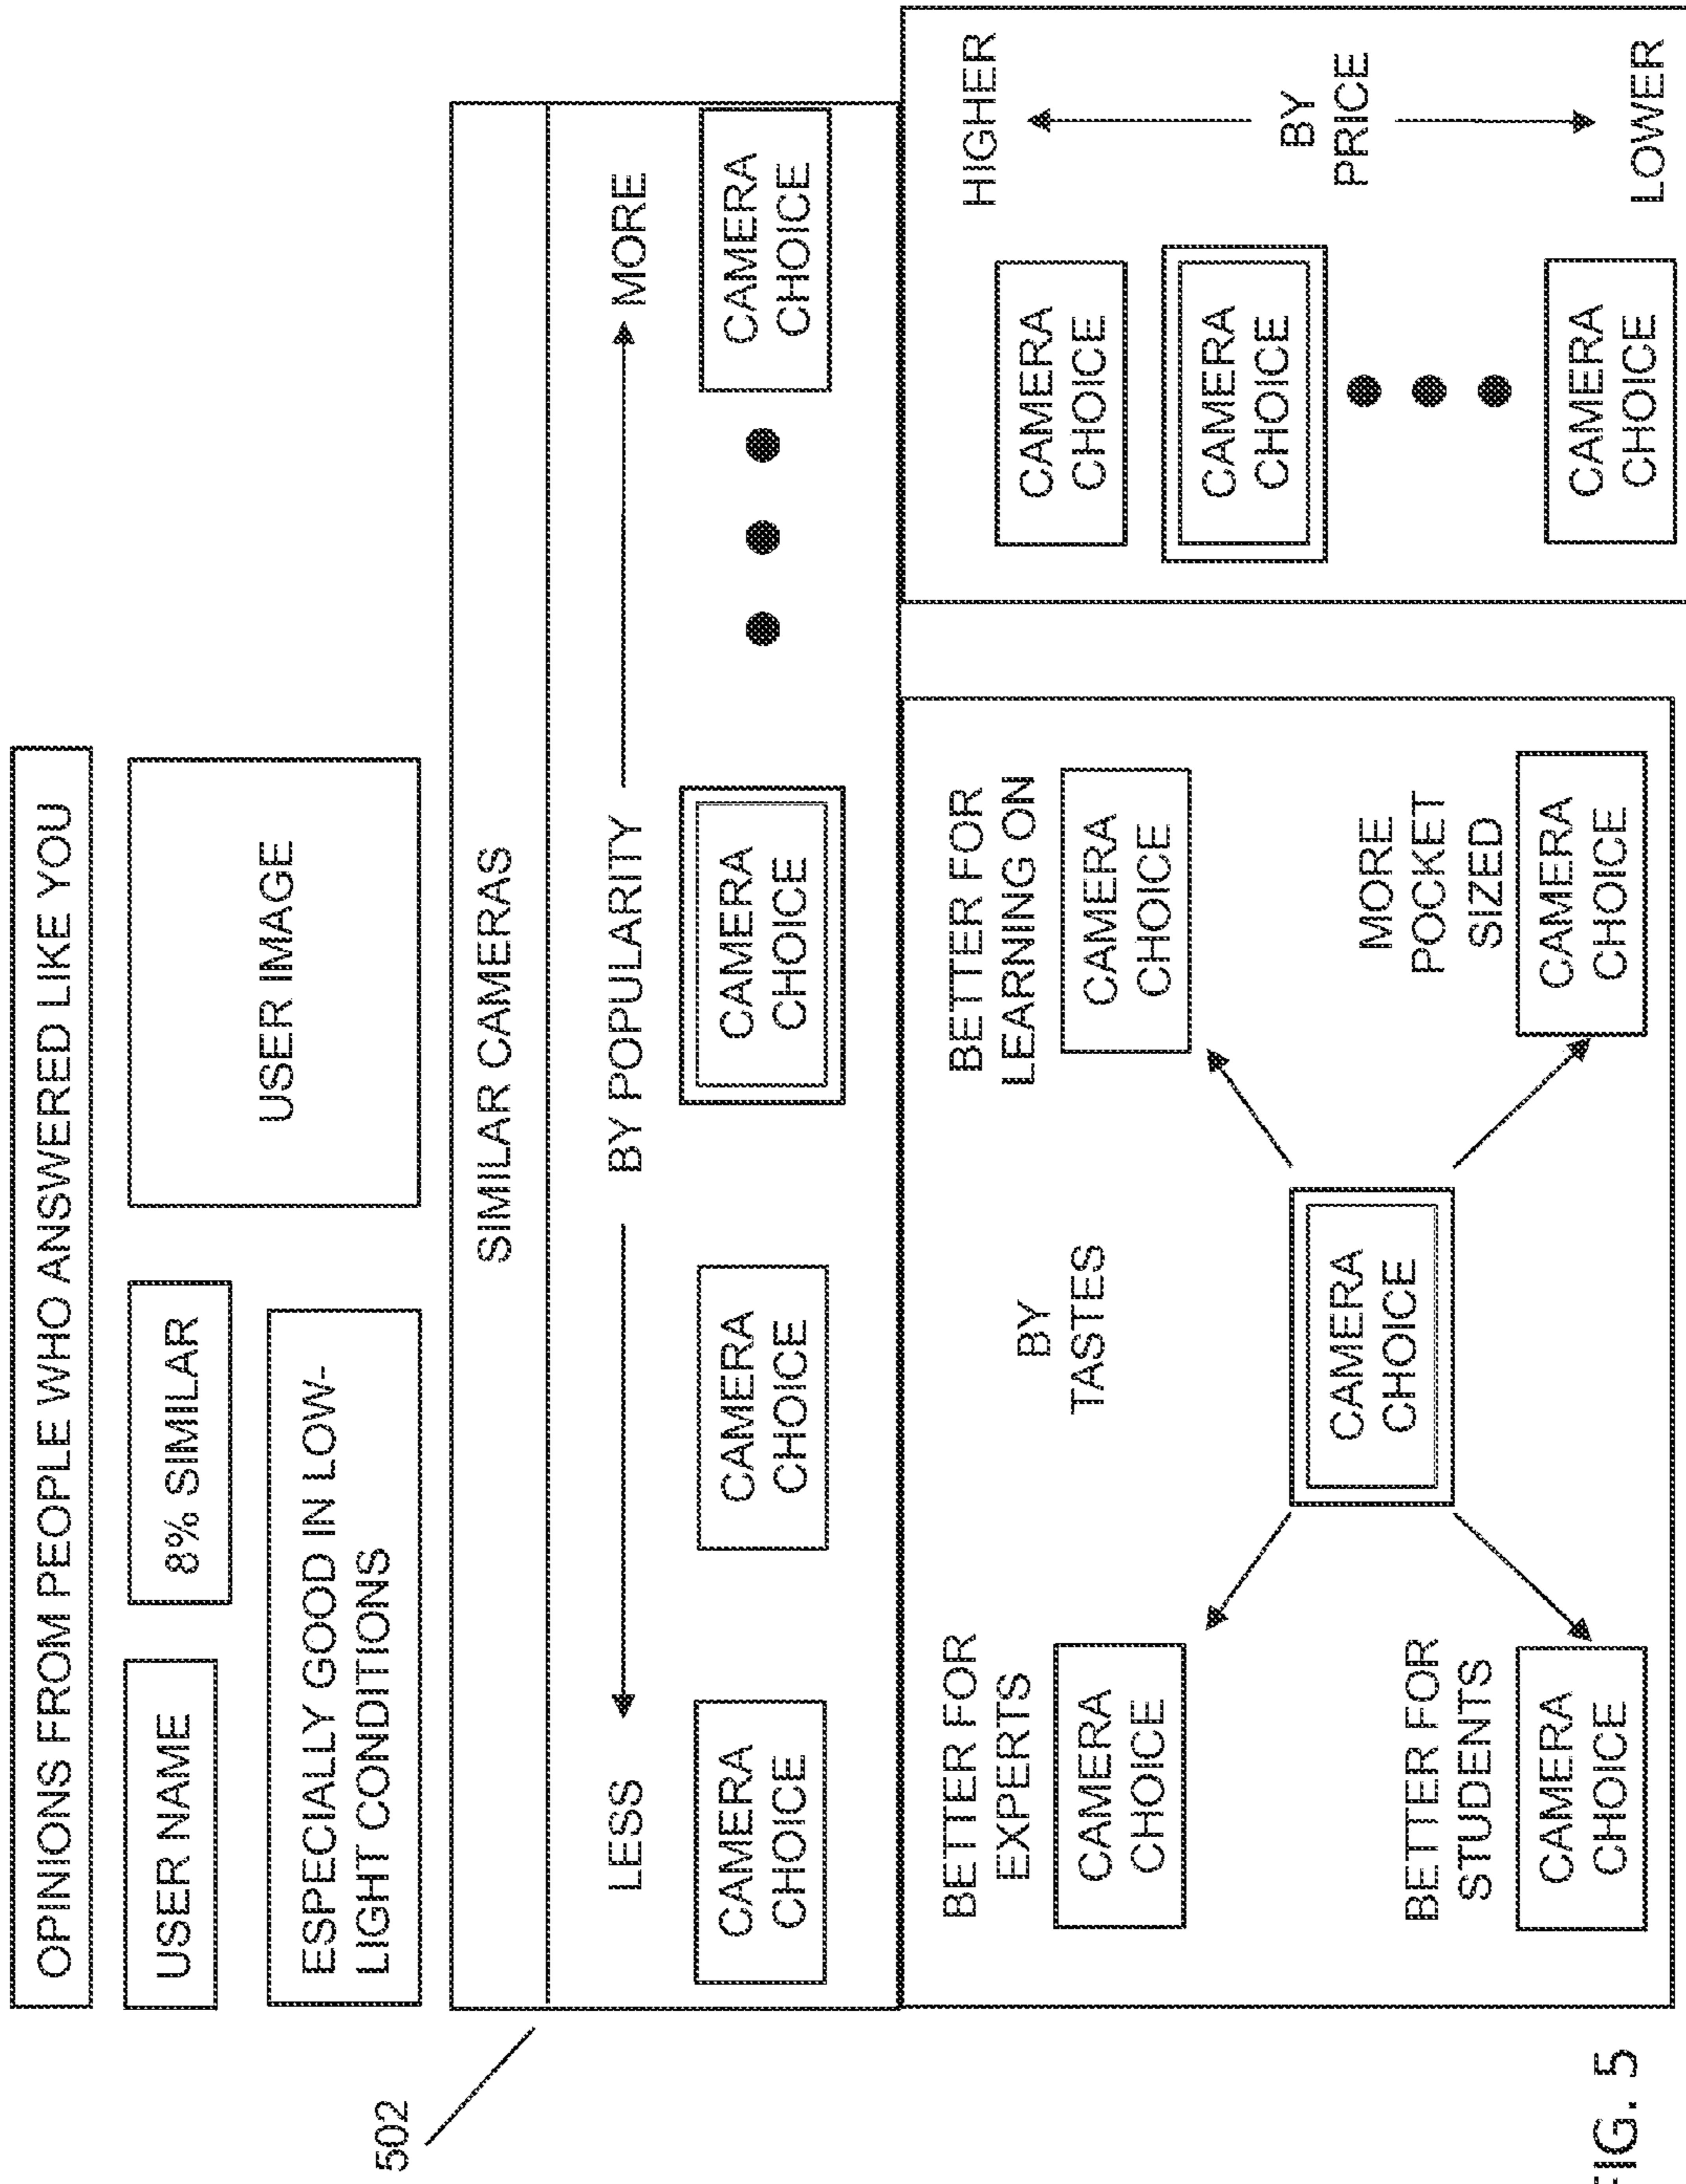 OPINIONS FROM PEOPLE WHO ANSWERED LIKE YOU
USER NAME
8% SIMILAR
USER IMAGE
ESPECIALLY GOOD IN LOW-
LIGHT CONDITIONS
502
SIMILAR CAMERAS
LESS
BY POPULARITY
MORE
CAMERA
CHOICE
CAMERA
CHOICE
CAMERA
CHOICE
CAMERA
CHOICE
BETTER FOR
EXPERTS
CAMERA
CHOICE
BY
TASTES
BETTER FOR
LEARNING ON
CAMERA
CHOICE
CAMERA
CHOICE
BETTER FOR
STUDENTS
CAMERA
CHOICE
MORE
POCKET
SIZED
CAMERA
CHOICE
HIGHER
BY
PRICE
LOWER
CAMERA
CHOICE
CAMERA
CHOICE
CAMERA
CHOICE
FIG. 5